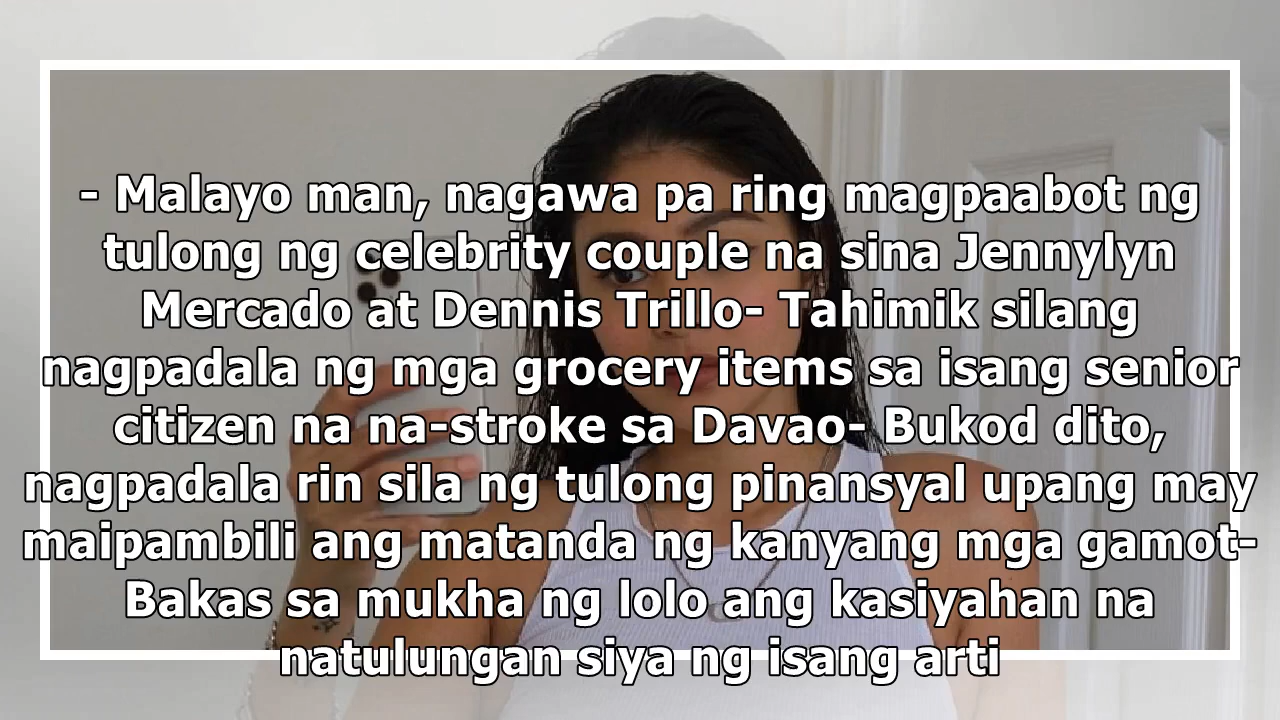 - Malayo man, nagawa pa ring magpaabot ng
tulong ng celebrity couple na sina Jennylyn
Mercado at Dennis Trillo- Tahimik silang
nagpadala ng mga grocery items sa isang senior
citizen na na-stroke sa Davao- Bukod dito,
nagpadala rin sila ng tulong pinansyal upang may
maipambili ang matanda ng kanyang mga gamot-
Bakas sa mukha ng lolo ang kasiyahan na
natulungan siya ng isang arti